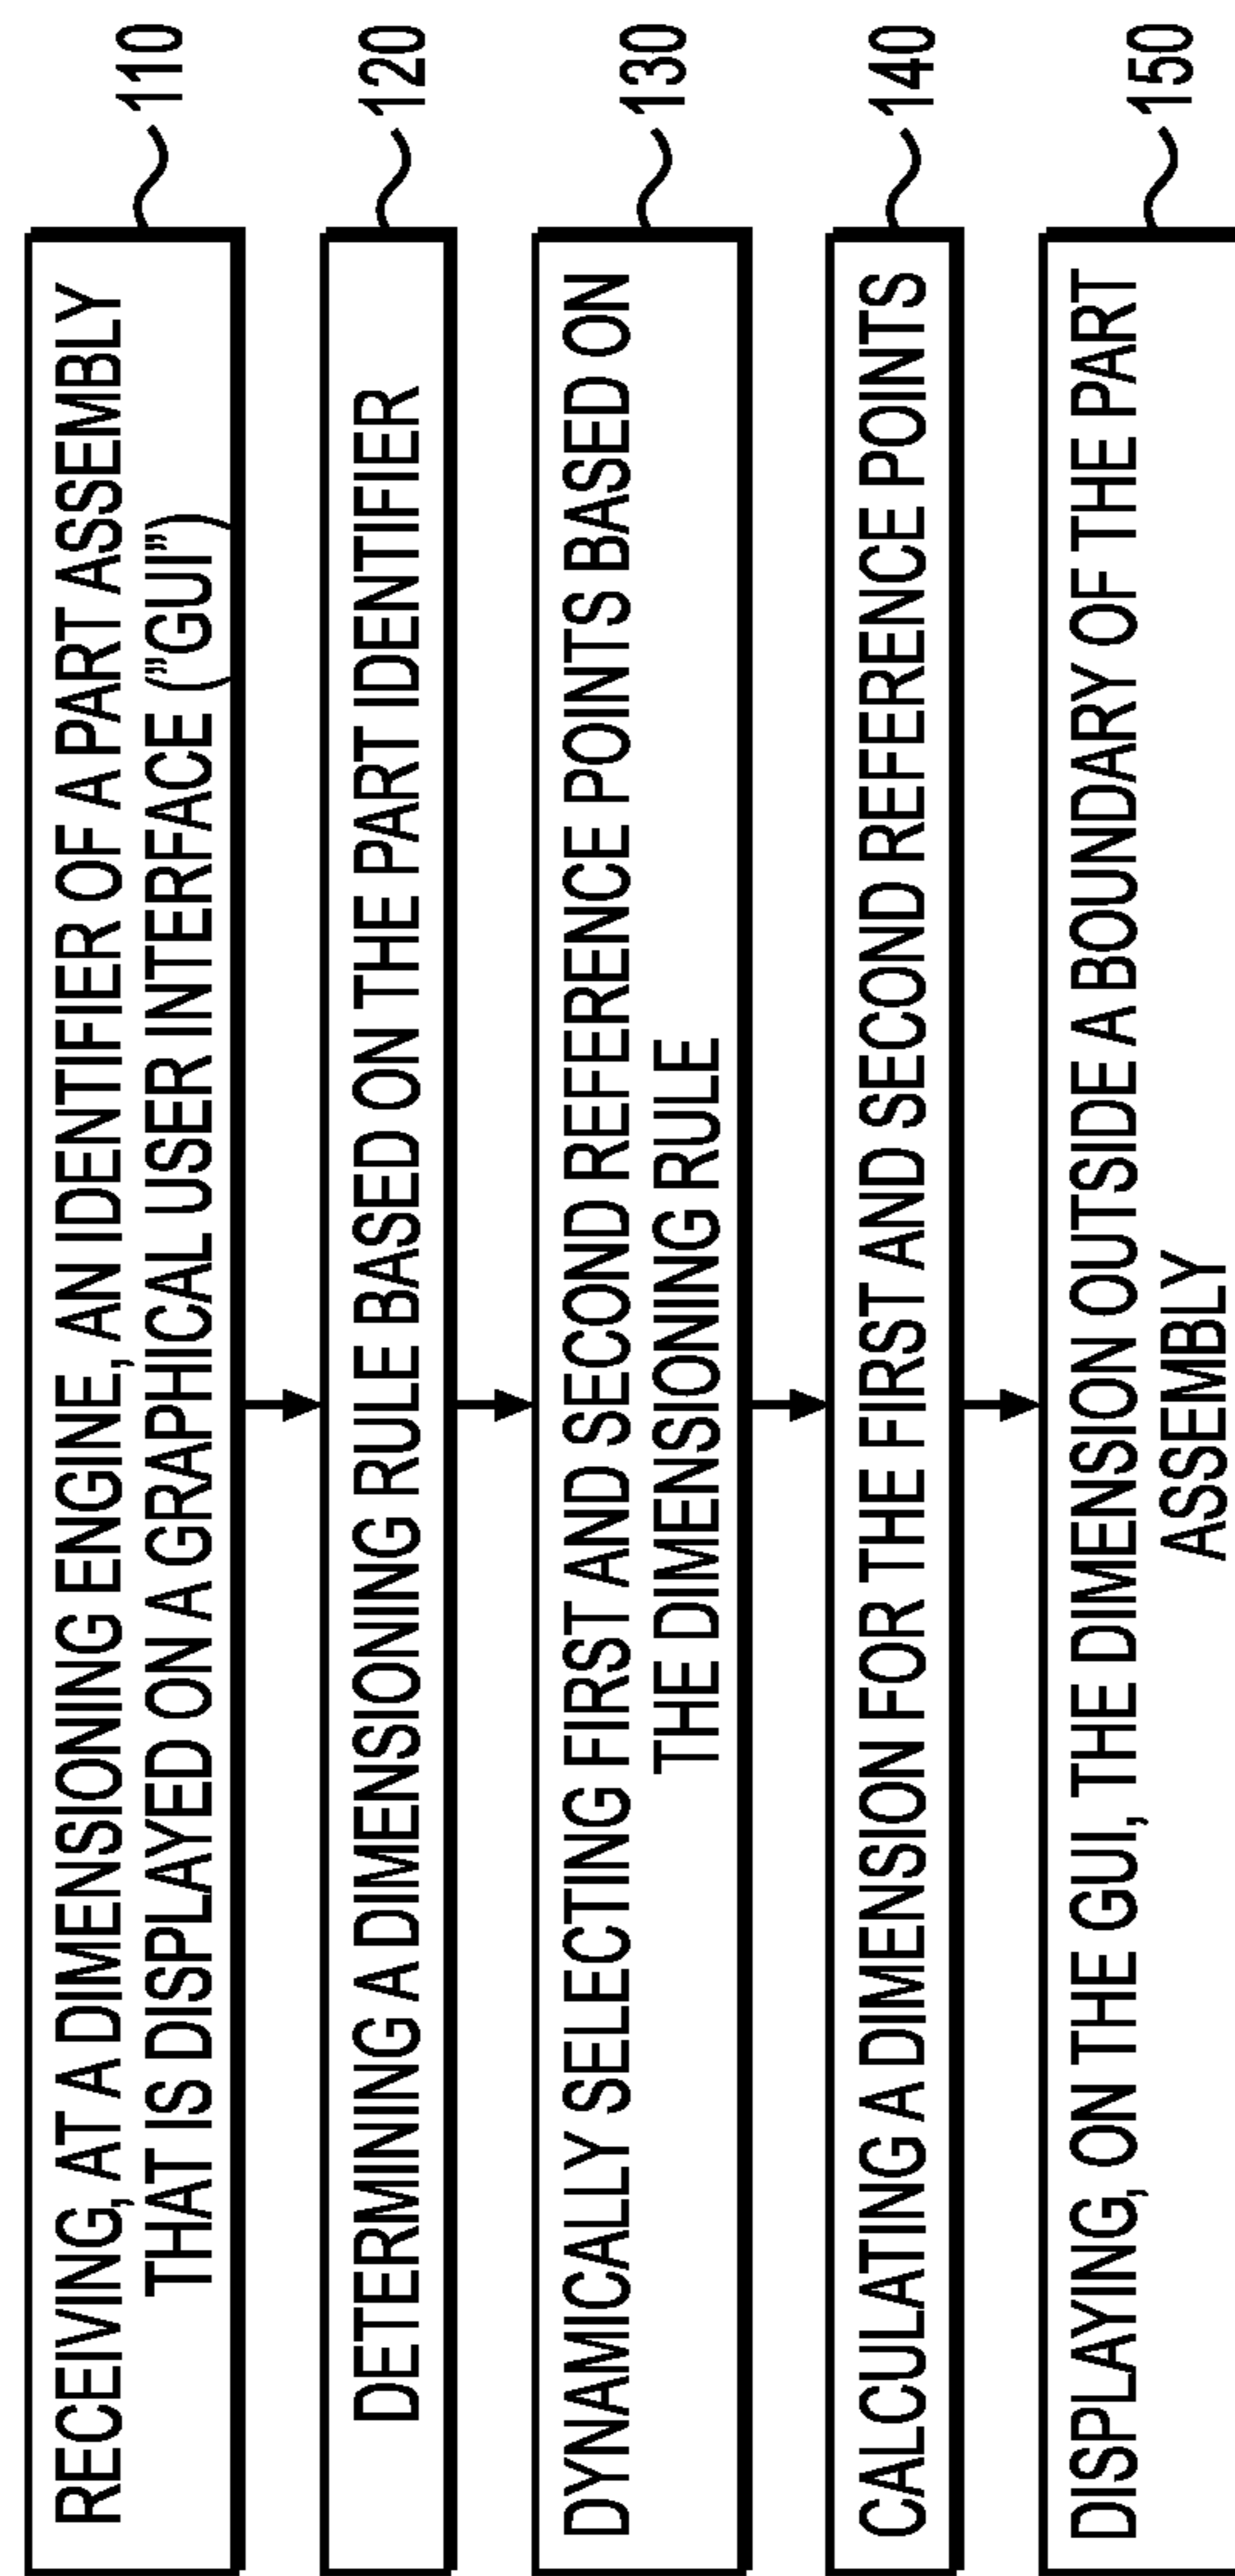 RECEIVING, AT A DIMENSIONING ENGINE, AN IDENTIFIER OF A PART ASSEMBLY
THAT IS DISPLAYED ON A GRAPHICAL USER INTERFACE ("GUI")
110
DETERMINING A DIMENSIONING RULE BASED ON THE PART IDENTIFIER
120
DYNAMICALLY SELECTING FIRST AND SECOND REFERENCE POINTS BASED ON
THE DIMENSIONING RULE
130
CALCULATING A DIMENSION FOR THE FIRST AND SECOND REFERENCE POINTS
140
DISPLAYING, ON THE GUI, THE DIMENSION OUTSIDE A BOUNDARY OF THE PART
ASSEMBLY
150